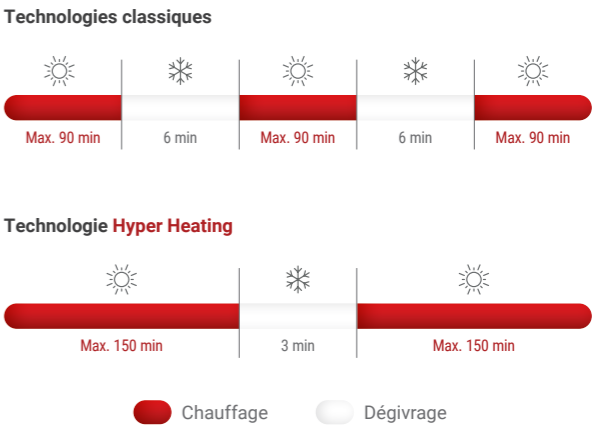 Technologies classiques
Max. 90 min 6 min Max. 90 min 6 min Max. 90 min
Technologie Hyper Heating
Max. 150 min 3 min Max. 150 min
Chauffage Dégivrage